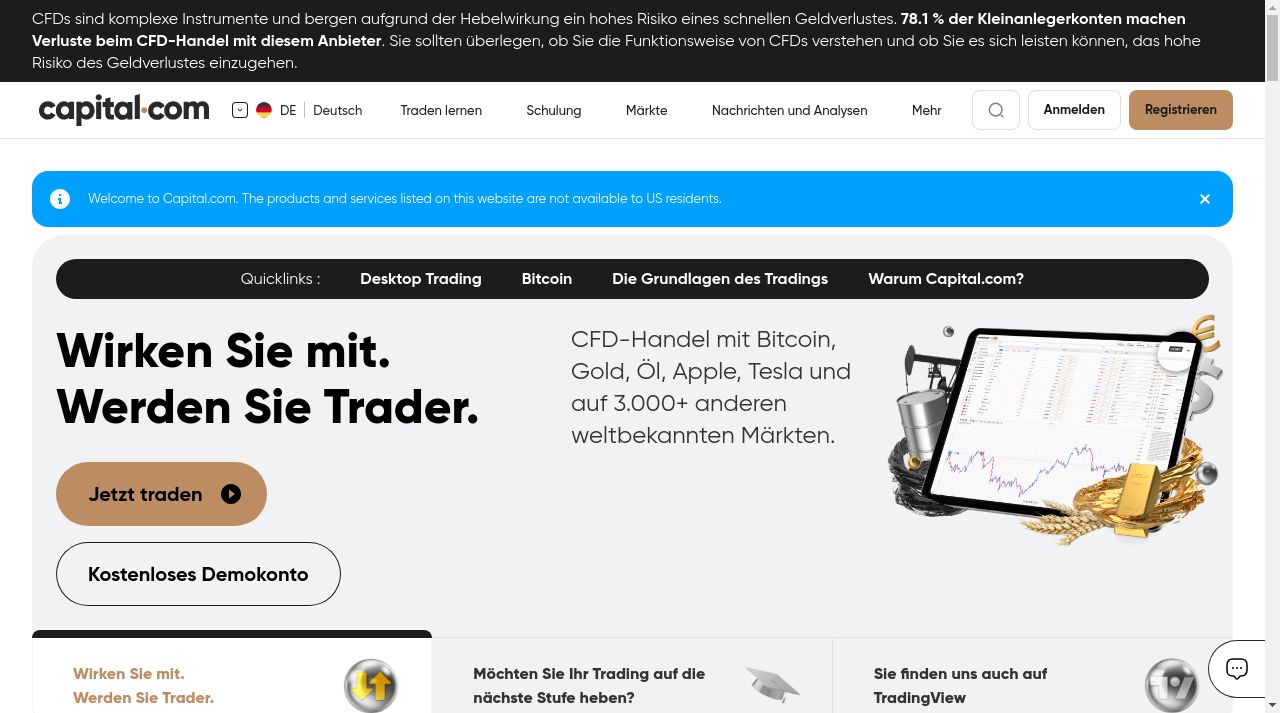 CFDs sind komplexe Instrumente und bergen aufgrund der Hebelwirkung ein hohes Risiko eines schnellen Geldverlustes. 78.1 % der Kleinanlegerkonten machen
Verluste beim CFD-Handel mit diesem Anbieter. Sie sollten überlegen, ob Sie die Funktionsweise von CFDs verstehen und ob Sie es sich leisten können, das hohe
Risiko des Geldverlustes einzugehen.
capital.com DE Deutsch Traden lernen Schulung Märkte Nachrichten und Analysen Mehr Anmelden Registrieren
Welcome to Capital.com. The products and services listed on this website are not available to US residents.
Quicklinks : Desktop Trading Bitcoin Die Grundlagen des Tradings Warum Capital.com?
Wirken Sie mit.
Werden Sie Trader.
CFD-Handel mit Bitcoin,
Gold, Öl, Apple, Tesla und
auf 3.000+ anderen
weltbekannten Märkten.
Jetzt traden
Kostenloses Demokonto
Wirken Sie mit.
Werden Sie Trader.
Möchten Sie Ihr Trading auf die
nächste Stufe heben?
Sie finden uns auch auf
TradingView